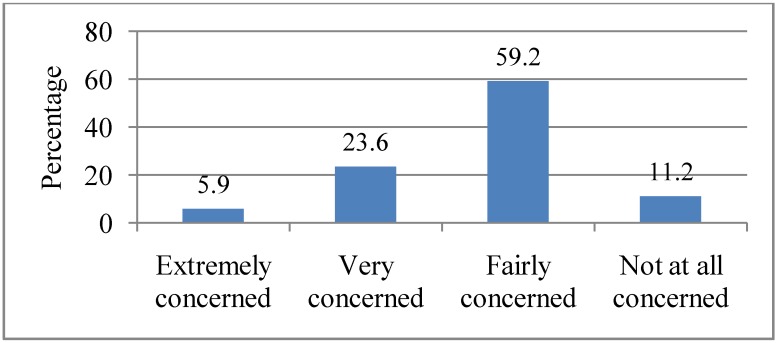 80
60
40
20
0
Percentage
5.9
23.6
59.2
11.2
Extremely
concerned
Very
concerned
Fairly
concerned
Not at all
concerned